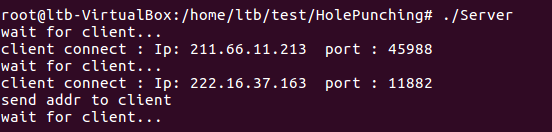 root@ltb-VirtualBox:/home/ltb/test/HolePunching# ./Server
wait for client...
client connect : Ip: 211.66.11.213  port : 45988
wait for client...
client connect : Ip: 222.16.37.163  port : 11882
send addr to client
wait for client...